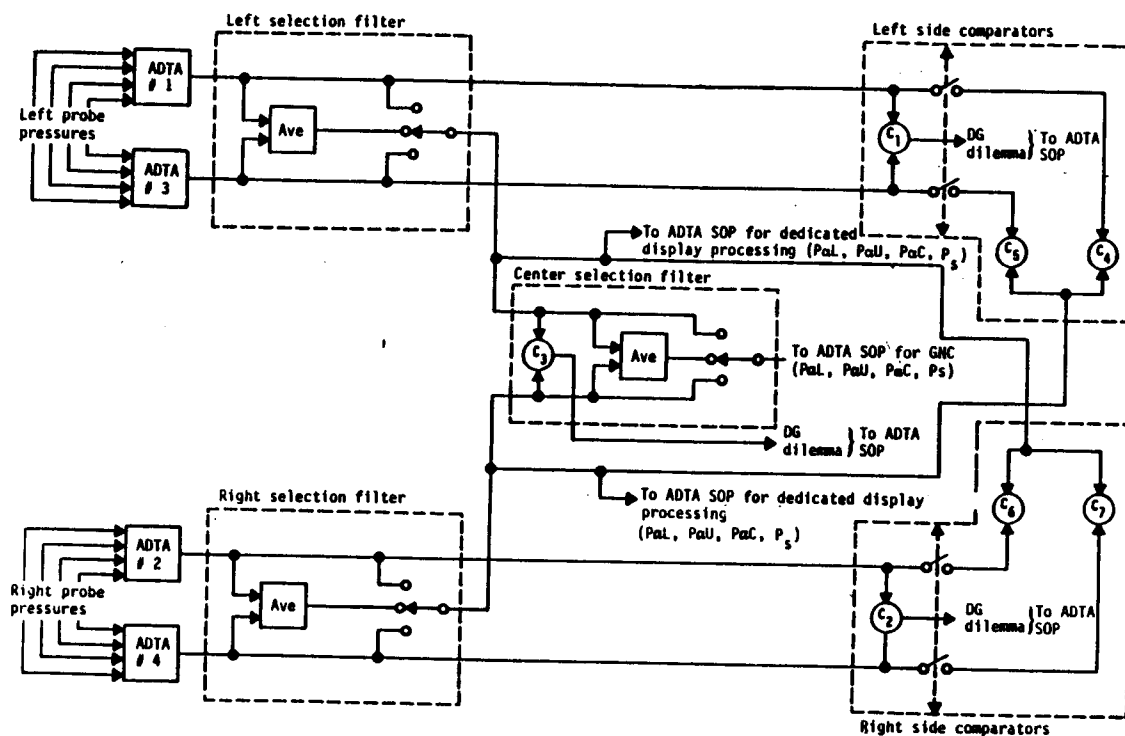 Left selection filter
Left side comparators
ADTA
# 1
Left probe
pressures
Ave
ADTA
# 3
C1
DG
dilemma } To ADTA
SOP
C5
C4
To ADTA SOP for dedicated
display processing (PαL, PαU, PαC, Ps)
Center selection filter
C3
Ave
To ADTA SOP for GNC
(PαL, PαU, PαC, Ps)
DG
dilemma } To ADTA
SOP
Right selection filter
To ADTA SOP for dedicated display
processing
(PαL, PαU, PαC, Ps)
C6
C7
ADTA
# 2
Right probe
pressures
Ave
ADTA
# 4
C2
DG
dilemma } To ADTA
SOP
Right side comparators